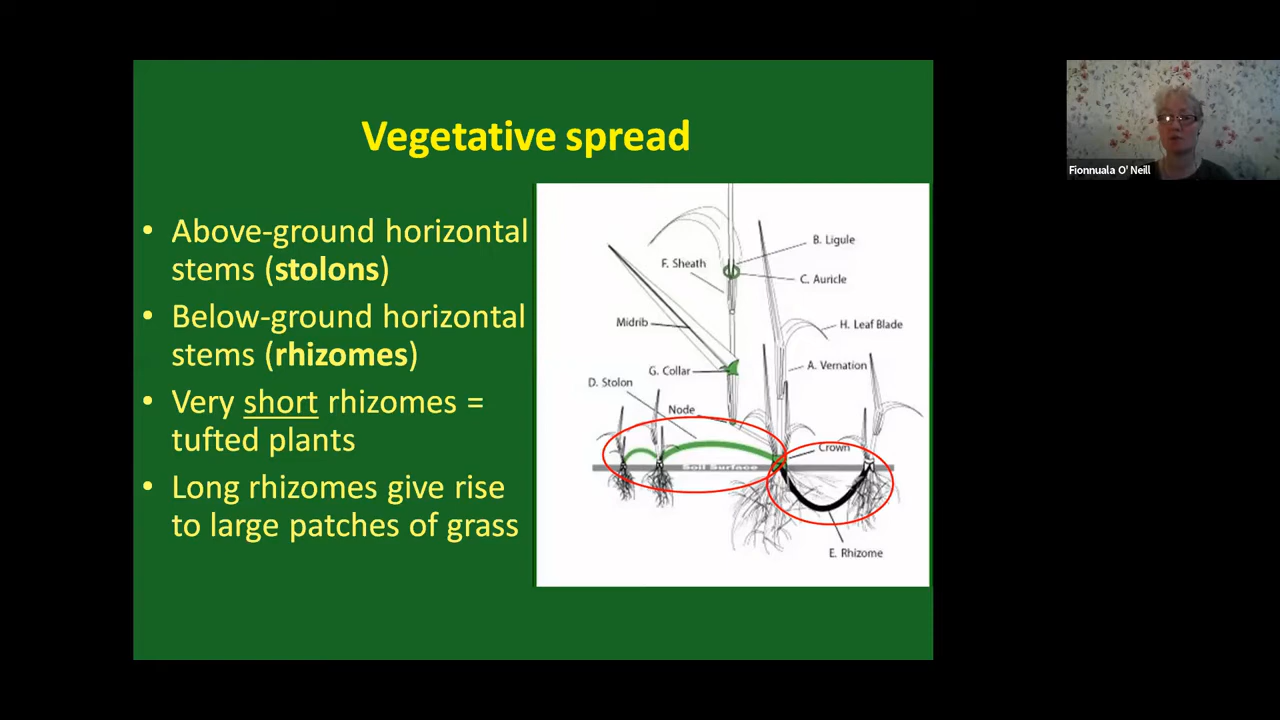 Vegetative spread
• Above-ground horizontal
stems (stolons)
• Below-ground horizontal
stems (rhizomes)
• Very short rhizomes =
tufted plants
• Long rhizomes give rise
to large patches of grass
B. Ligule
F. Sheath
C. Auricle
Midrib
H. Leaf Blade
A. Vernation
G. Collar
D. Stolon
Node
Crown
Soil Surface
E. Rhizome
Fionnuala O' Neill